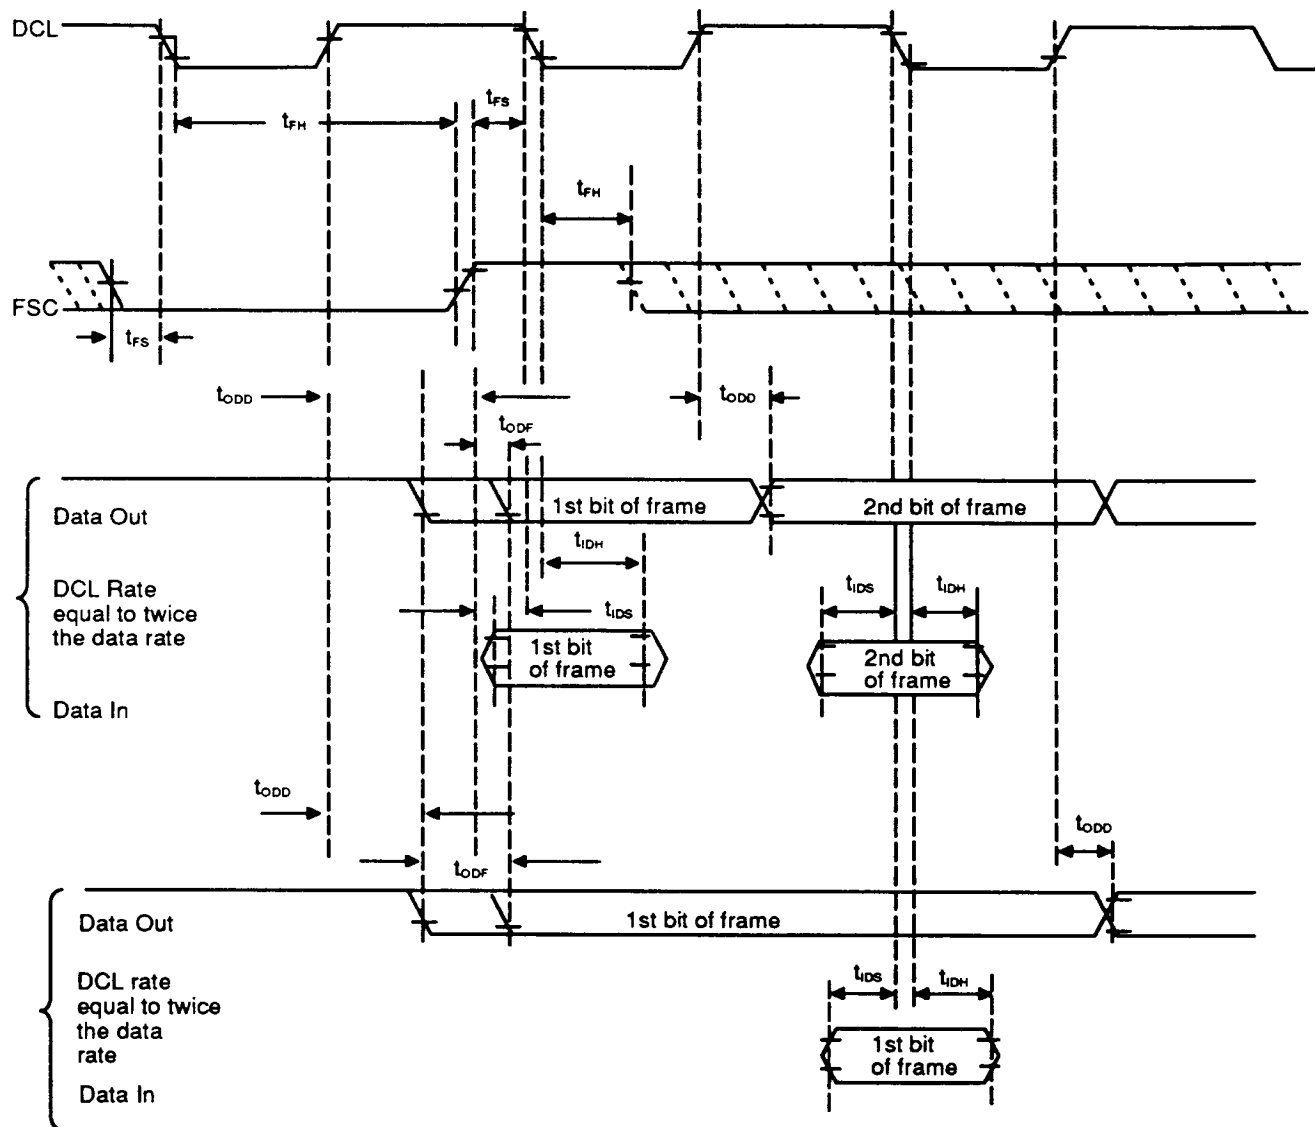 DCL
tFS
tFH
tFH
FSC
tFS
tODD
tODD
tODF
1st bit of frame
2nd bit of frame
Data Out
tIDH
DCL Rate
equal to twice
the data rate
tIDS
tIDS
tIDH
1st bit
of frame
2nd bit
of frame
Data In
tODD
tODD
tODF
Data Out
1st bit of frame
DCL rate
equal to twice
the data
rate
tIDS
tIDH
1st bit
of frame
Data In